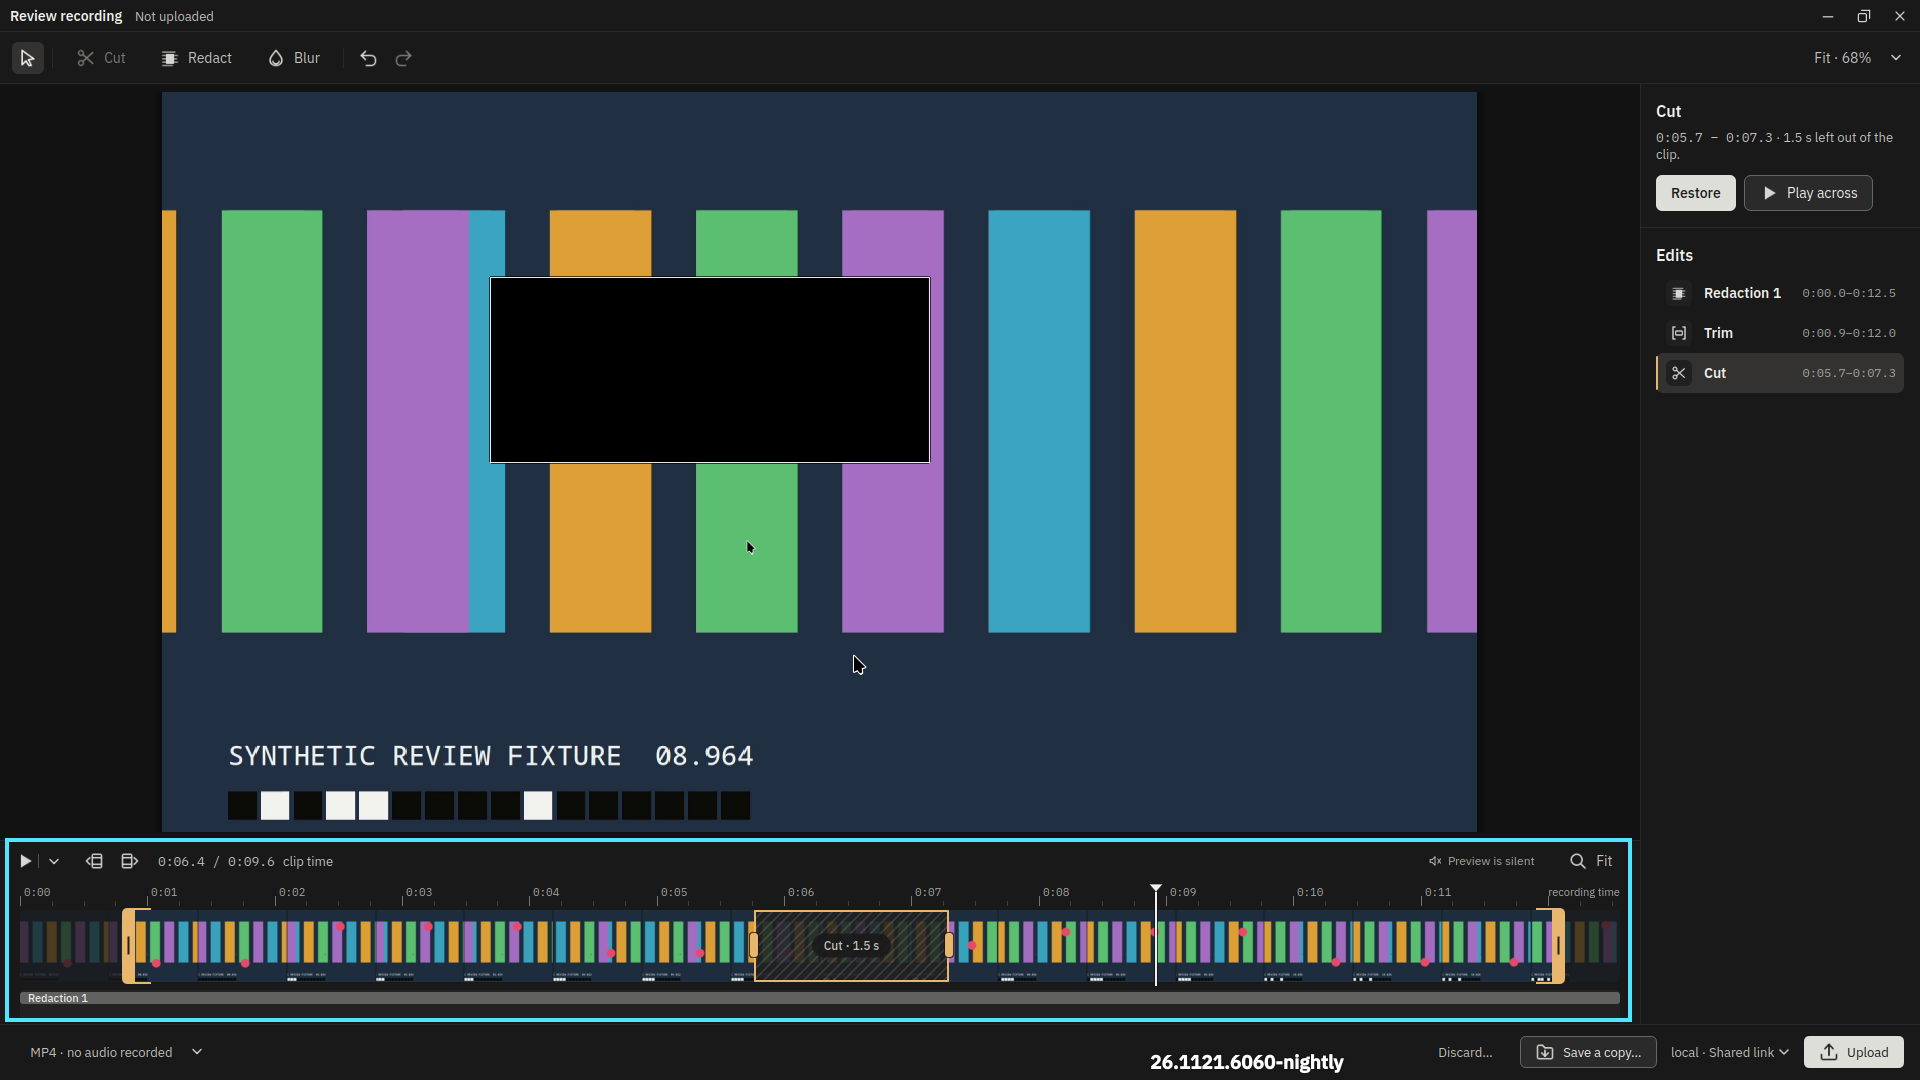 Review recording Not uploaded
Cut Redact Blur Fit · 68%
Cut
0:05.7 – 0:07.3 · 1.5 s left out of the
clip.
Restore Play across
Edits
Redaction 1 0:00.0–0:12.5
Trim 0:00.9–0:12.0
Cut 0:05.7–0:07.3
SYNTHETIC REVIEW FIXTURE 08.964
0:06.4 / 0:09.6 clip time Preview is silent Fit
0:00 0:01 0:02 0:03 0:04 0:05 0:06 0:07 0:08 0:09 0:10 0:11 recording time
Cut · 1.5 s
Redaction 1
MP4 · no audio recorded 26.1121.6060-nightly Discard... Save a copy... local · Shared link Upload